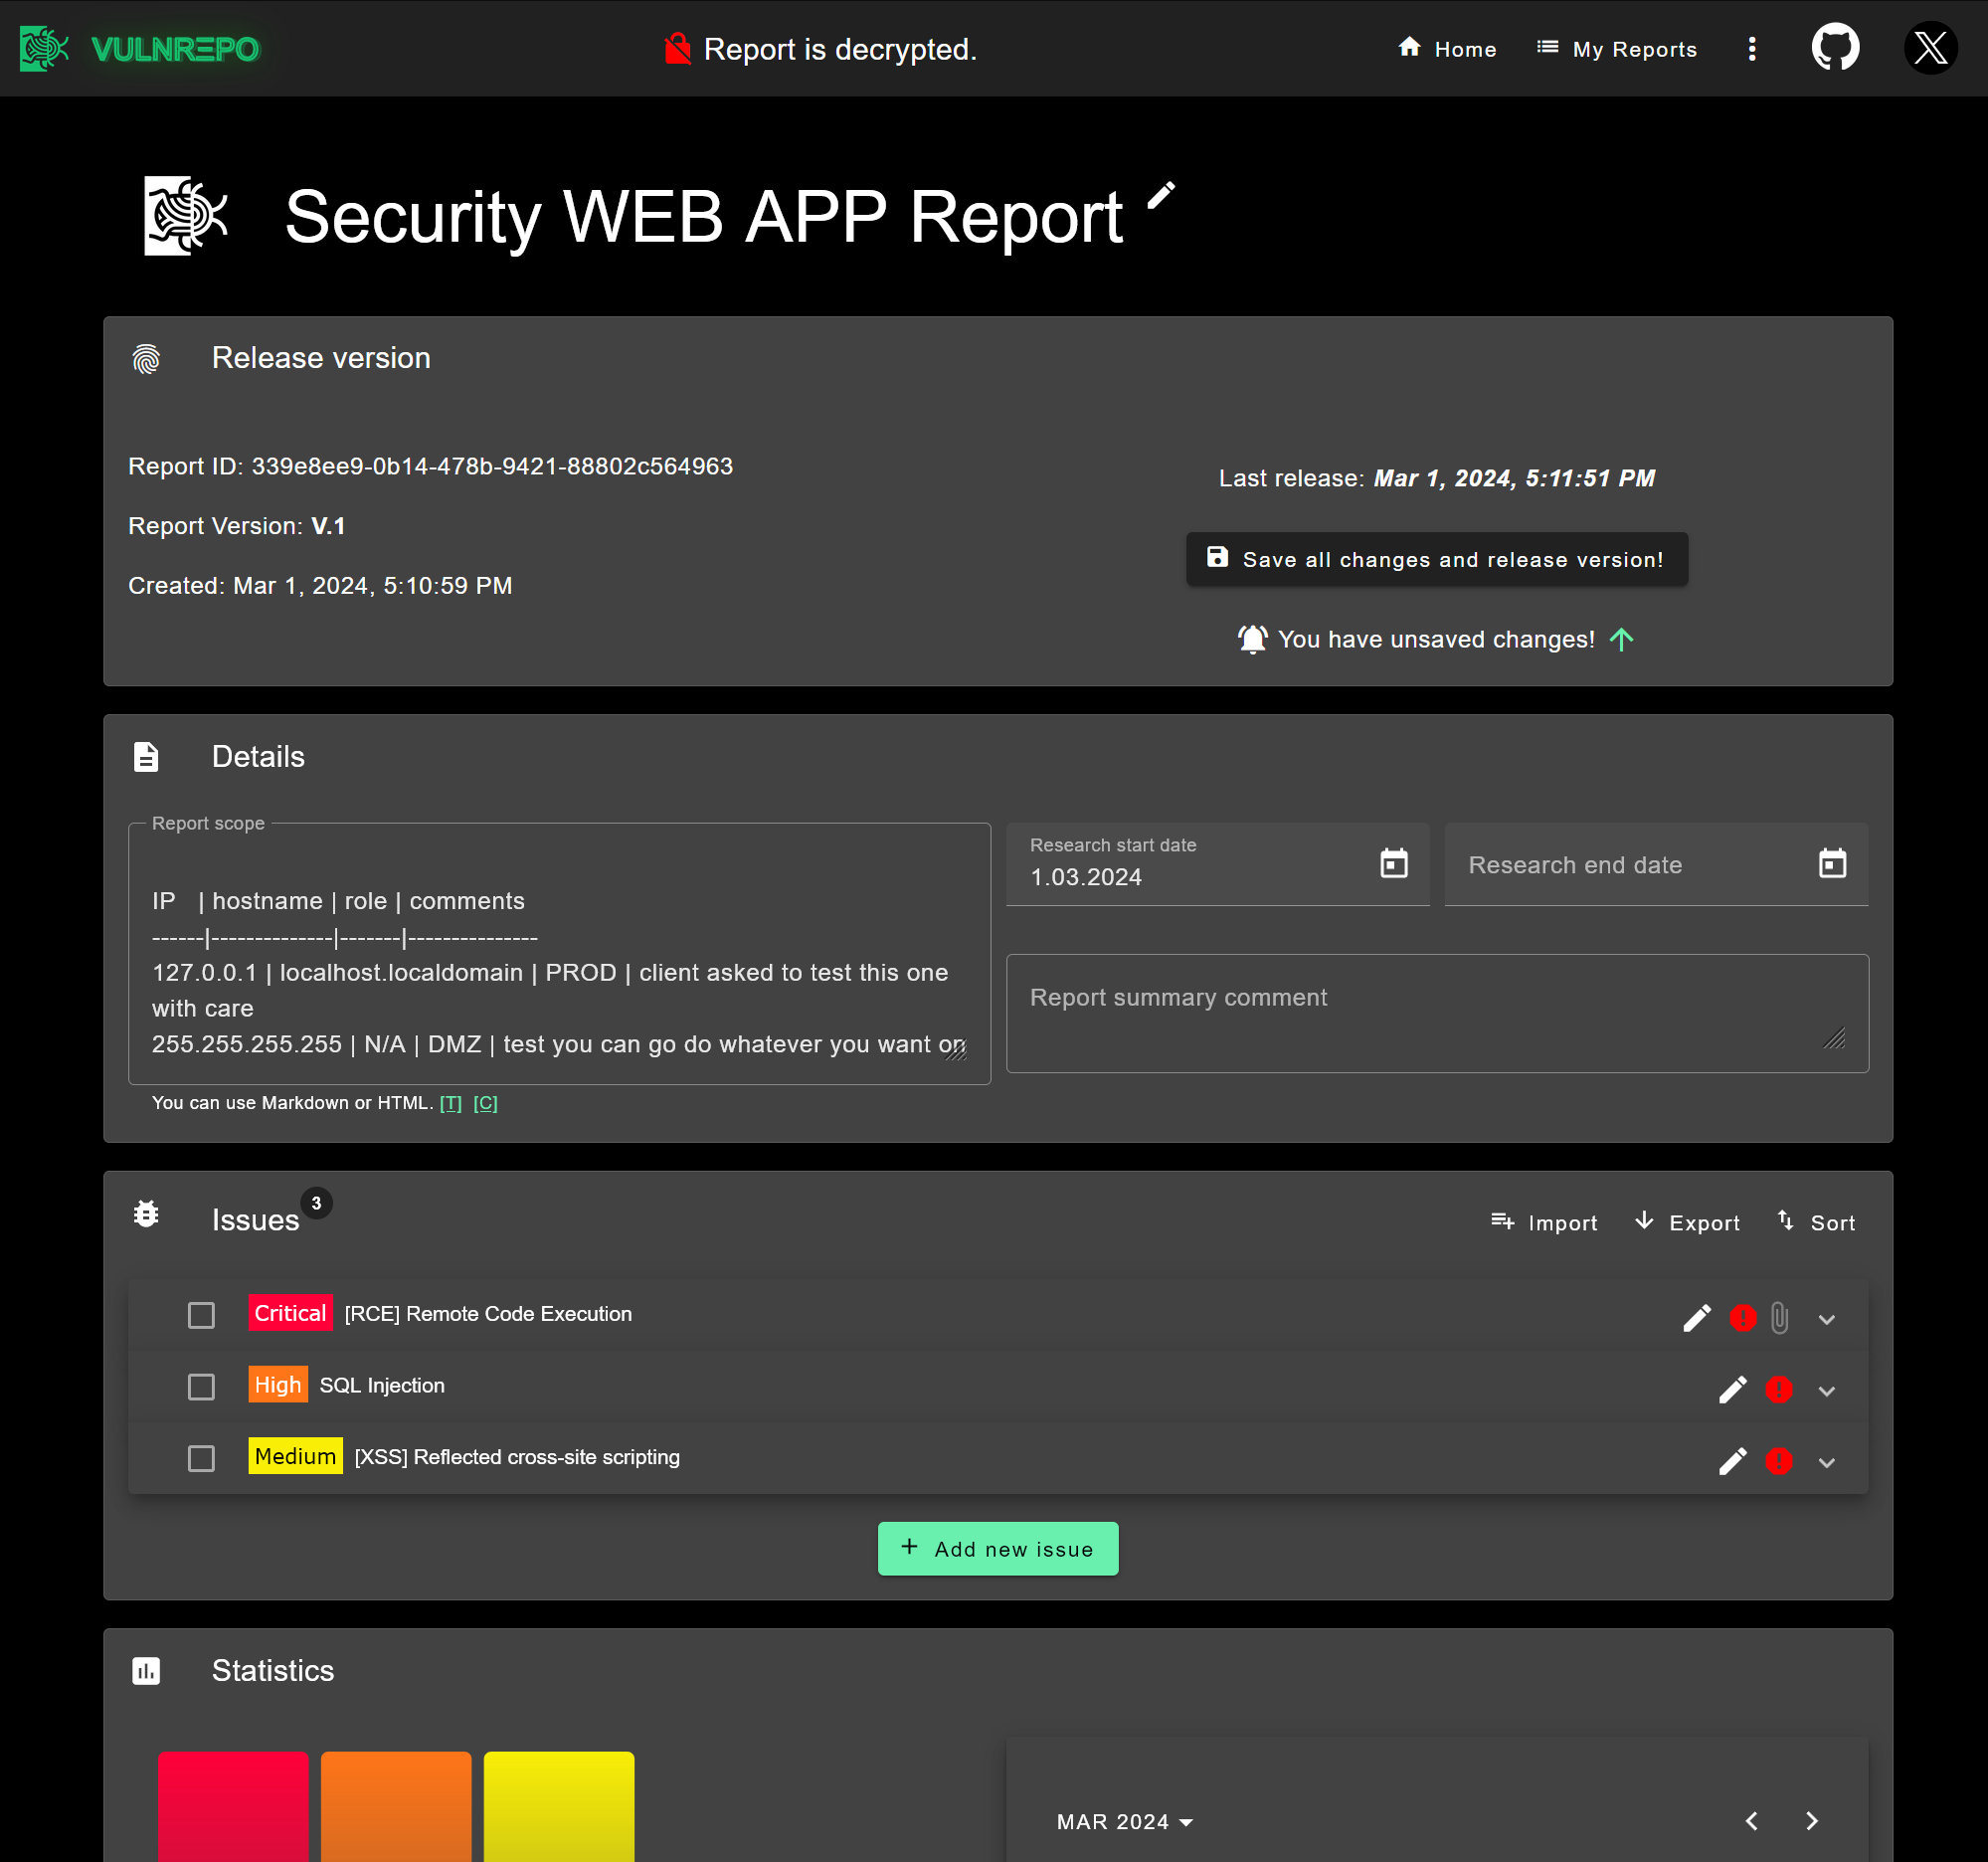 VULNREPO
Report is decrypted.
Home
My Reports
Security WEB APP Report
Release version
Report ID: 339e8ee9-0b14-478b-9421-88802c564963
Report Version: V.1
Created: Mar 1, 2024, 5:10:59 PM
Last release: Mar 1, 2024, 5:11:51 PM
Save all changes and release version!
You have unsaved changes!
Details
Report scope
IP | hostname | role | comments
------|--------------|-------|---------------
127.0.0.1 | localhost.localdomain | PROD | client asked to test this one
with care
255.255.255.255 | N/A | DMZ | test you can go do whatever you want on
You can use Markdown or HTML. [T] [C]
Research start date
1.03.2024
Research end date
Report summary comment
Issues 3
Import
Export
Sort
Critical [RCE] Remote Code Execution
High SQL Injection
Medium [XSS] Reflected cross-site scripting
+ Add new issue
Statistics
MAR 2024